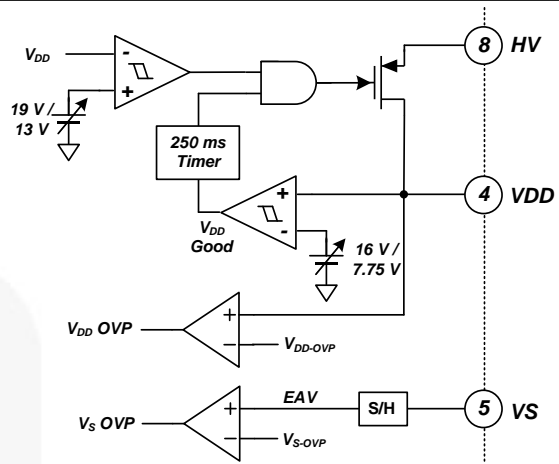 8 HV
VDD
-
+
19 V /
13 V
250 ms
Timer
+
-
VDD
Good
16 V /
7.75 V
4 VDD
VDD OVP
+
-
VDD-OVP
VS OVP
+
-
EAV
S/H
VS-OVP
5 VS